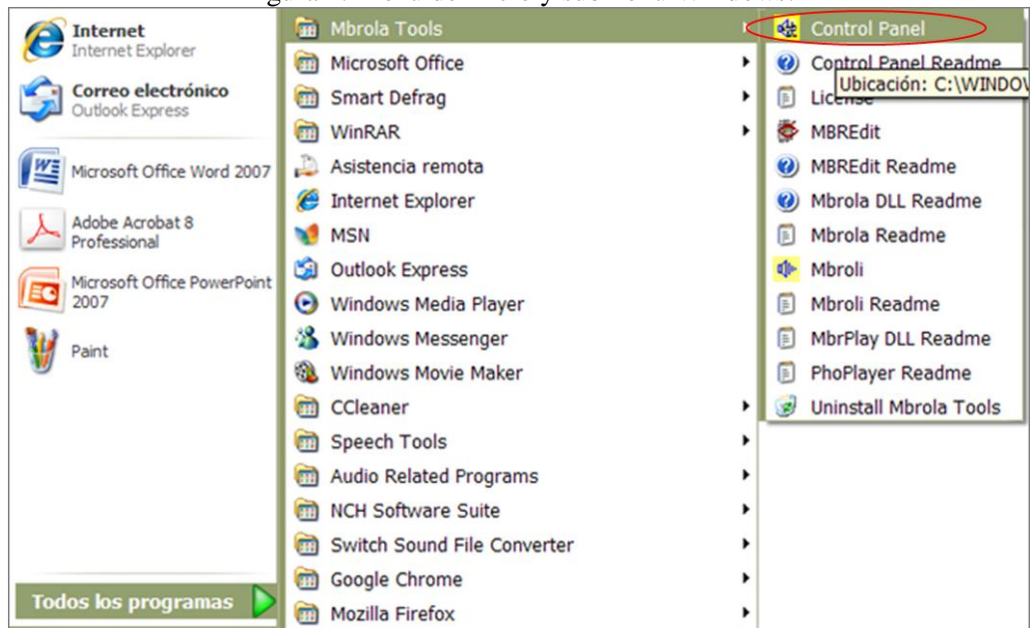 Internet
Internet Explorer
Correo electrónico
Outlook Express
Microsoft Office Word 2007
Adobe Acrobat 8
Professional
Microsoft Office PowerPoint
2007
Paint
Todos los programas
Mbrola Tools
Microsoft Office
Smart Defrag
WinRAR
Asistencia remota
Internet Explorer
MSN
Outlook Express
Windows Media Player
Windows Messenger
Windows Movie Maker
CCleaner
Speech Tools
Audio Related Programs
NCH Software Suite
Switch Sound File Converter
Google Chrome
Mozilla Firefox
Control Panel
Control Panel Readme
Ubicación: C:\WINDOW
License
MBREdit
MBREdit Readme
Mbrola DLL Readme
Mbrola Readme
Mbroli
Mbroli Readme
MbrPlay DLL Readme
PhoPlayer Readme
Uninstall Mbrola Tools